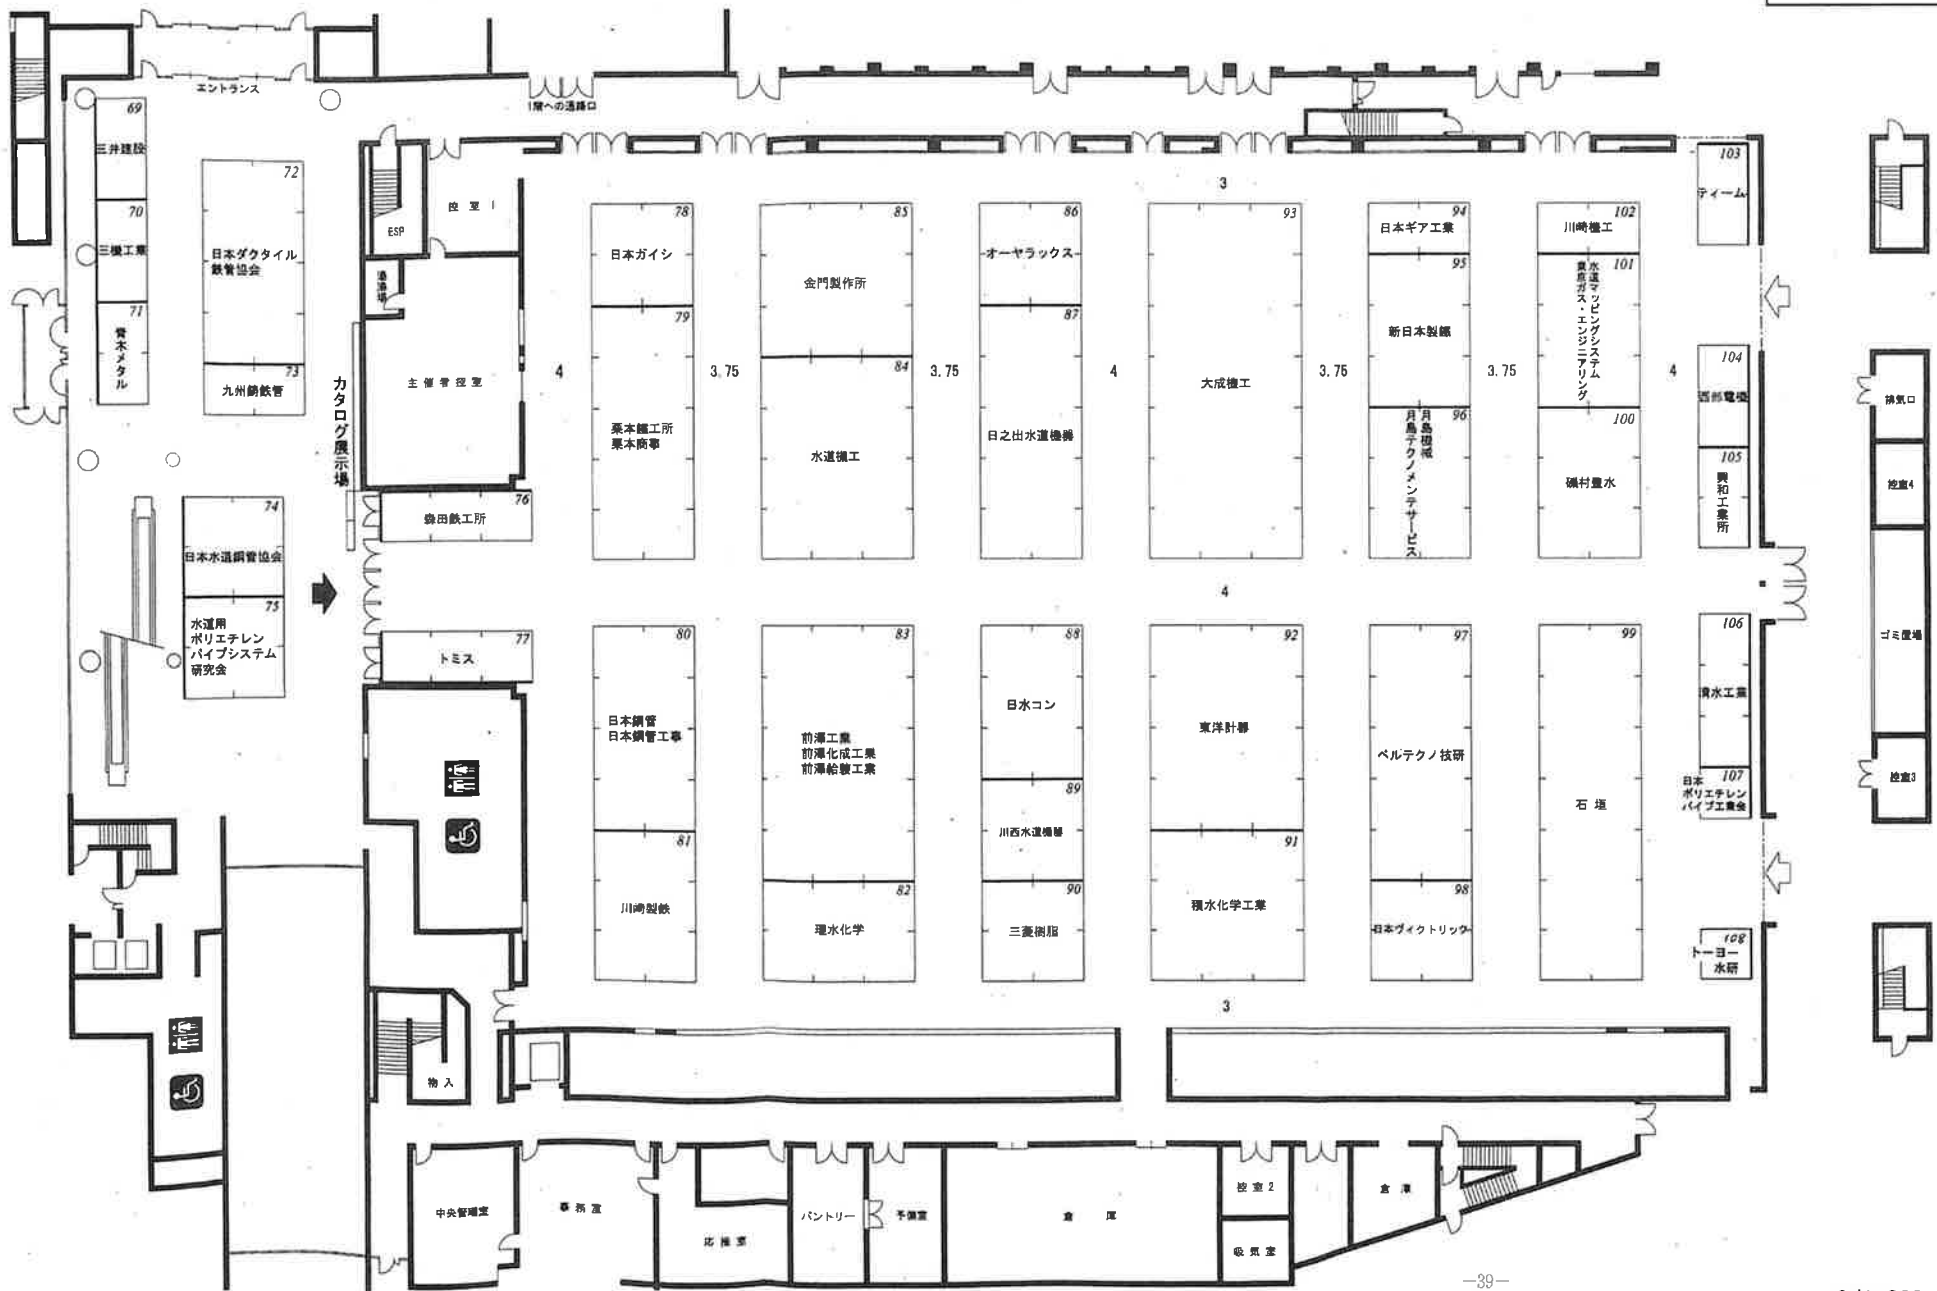 エントランス
1階への連絡口
69
三井建設
70
三機工業
71
青木メタル
72
日本ダクタイル
鉄管協会
73
九州鋳鉄管
カタログ展示場
74
日本水道鋼管協会
75
水道用
ポリエチレン
パイプシステム
研究会
ESP
控室1
主催者控室
76
森田鉄工所
77
トミス
78
日本ガイシ
79
栗本鐵工所
栗本商事
80
日本鋼管
日本鋼管工事
81
川崎製鉄
85
金門製作所
84
水道機工
83
前澤工業
前澤化成工業
前澤給装工業
82
理水化学
86
オーヤラックス
87
日之出水道機器
88
日水コン
89
川西水道機器
90
三菱樹脂
93
大成機工
92
東洋計器
91
積水化学工業
94
日本ギア工業
95
新日本製鐵
96
月島機械
月島テクノメンテサービス
97
ベルテクノ技研
98
日本ヴィクトリック
102
川崎機工
101
水道マッピングシステム
東京ガス・エンジニアリング
100
磯村豊水
99
石垣
103
ティーム
104
西部電機
105
興和工業所
106
清水工業
107
日本
ポリエチレン
パイプ工業会
108
トーヨー
水研
3
4
3.75
3.75
4
3.75
3.75
4
4
3
排気口
控室4
ゴミ置場
控室3
物入
中央管理室
事務室
応接室
パントリー
予備室
倉庫
控室2
吸気室
倉庫
—39—